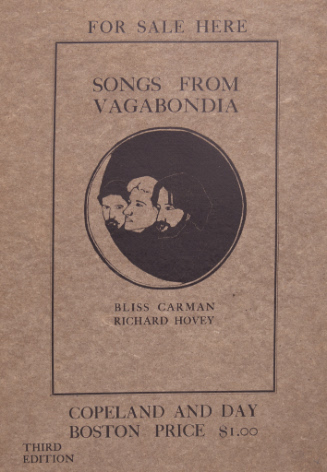 FOR SALE HERE
SONGS FROM
VAGABONDIA
BLISS CARMAN
RICHARD HOVEY
COPELAND AND DAY
BOSTON PRICE $1.00
THIRD
EDITION